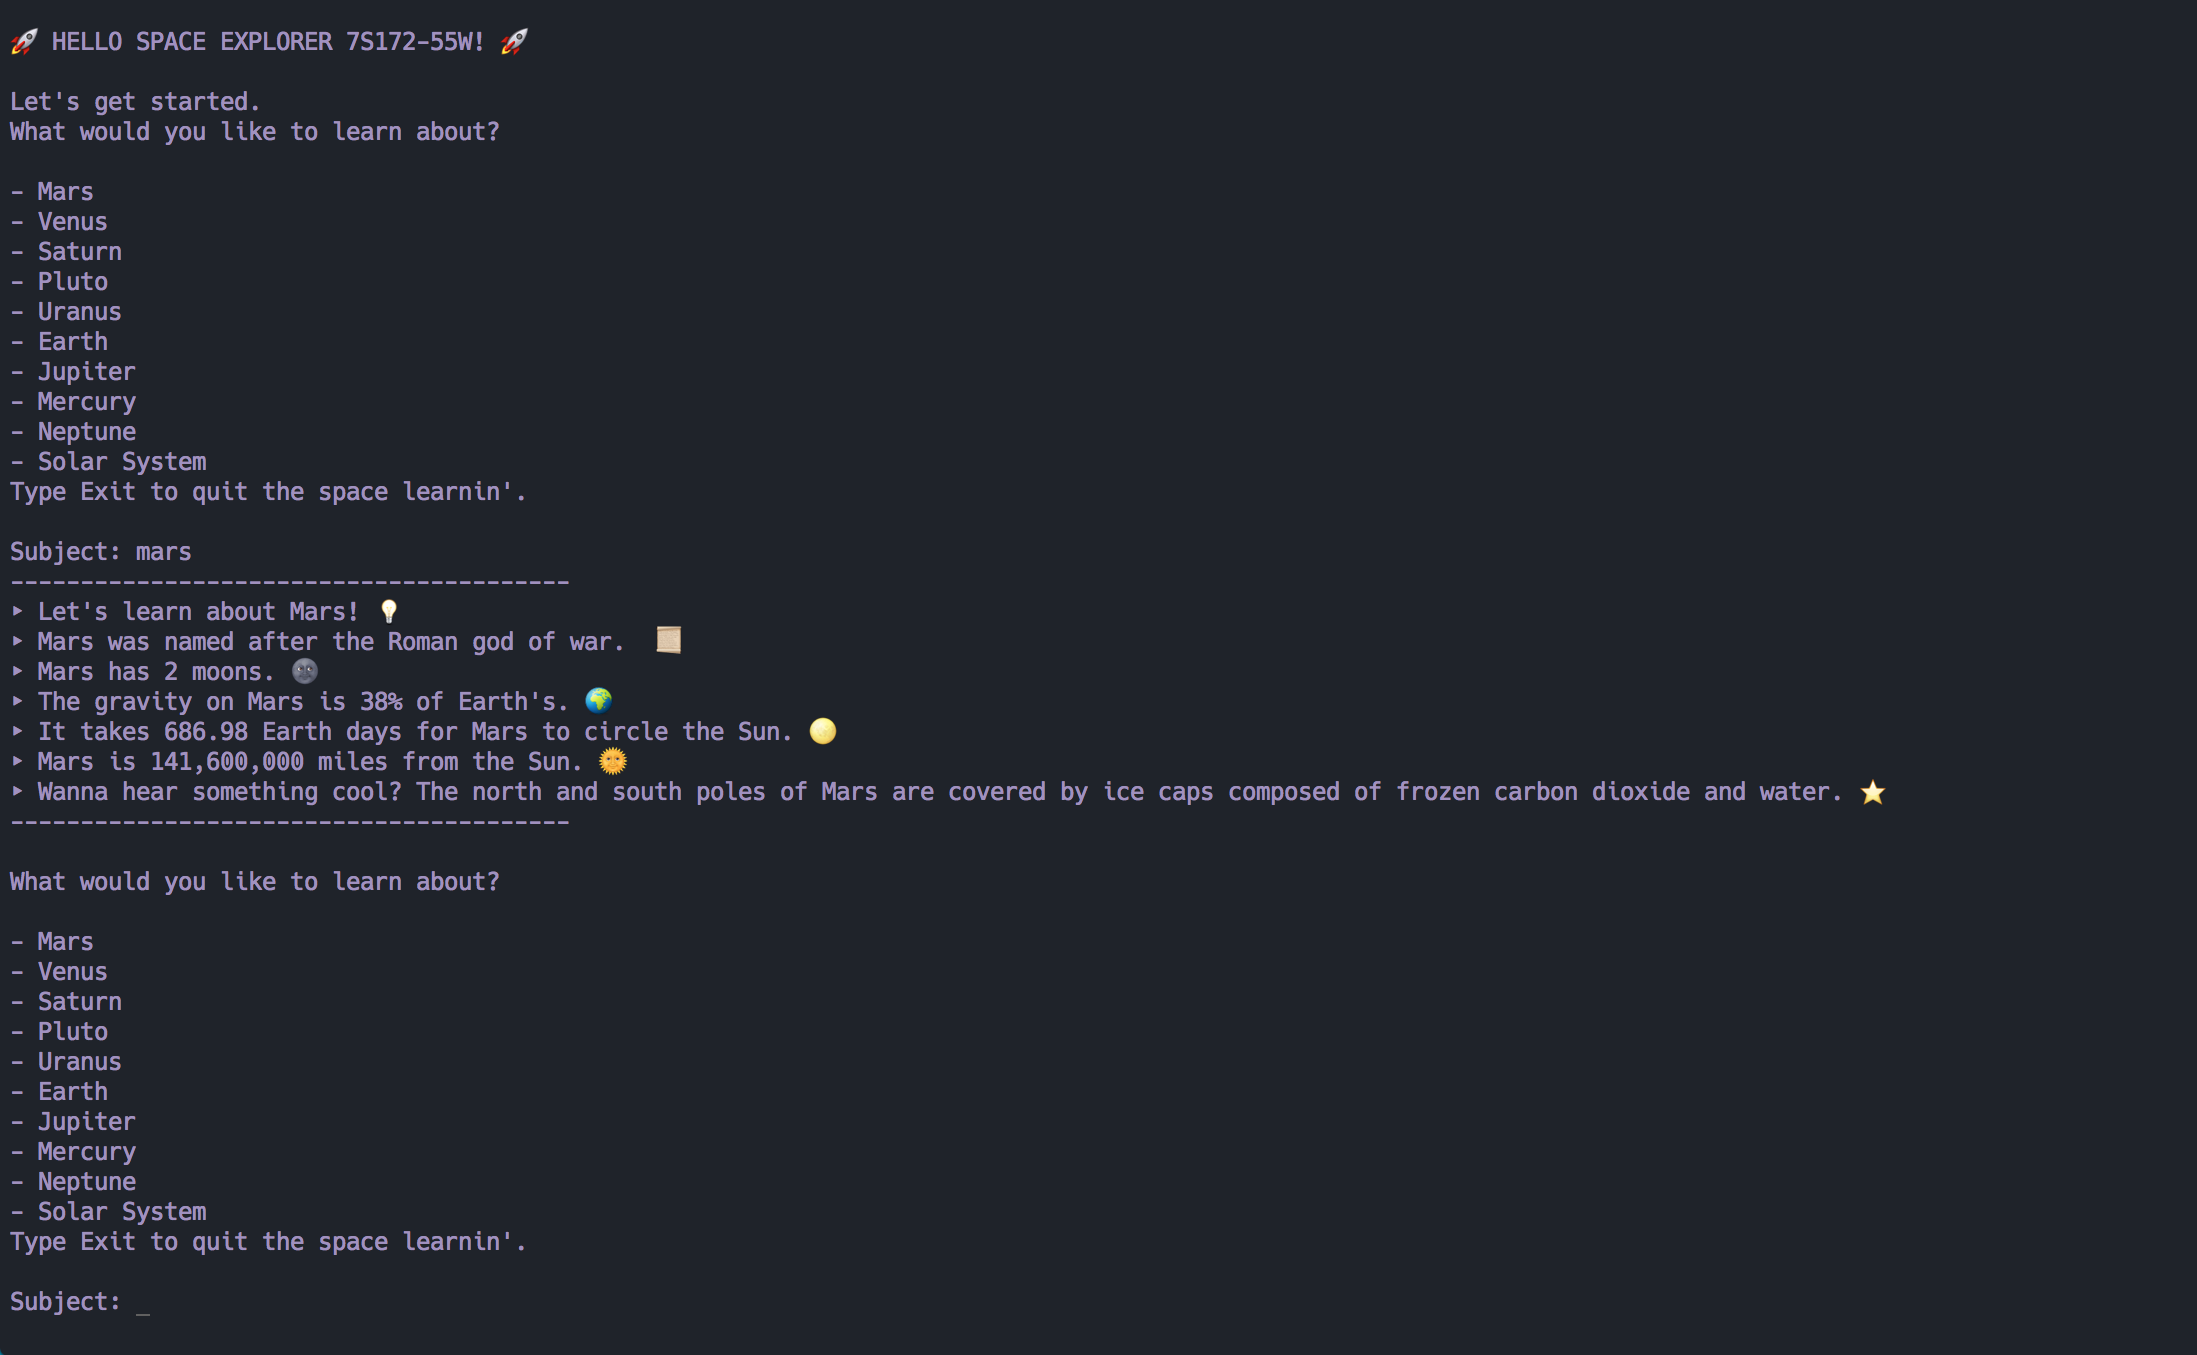 🚀 HELLO SPACE EXPLORER 7S172-55W! 🚀
Let's get started.
What would you like to learn about?
- Mars
- Venus
- Saturn
- Pluto
- Uranus
- Earth
- Jupiter
- Mercury
- Neptune
- Solar System
Type Exit to quit the space learnin'.
Subject: mars
----------------------------------------
‣ Let's learn about Mars! 💡
‣ Mars was named after the Roman god of war. 📜
‣ Mars has 2 moons. 🌚
‣ The gravity on Mars is 38% of Earth's. 🌍
‣ It takes 686.98 Earth days for Mars to circle the Sun. 🌕
‣ Mars is 141,600,000 miles from the Sun. 🌞
‣ Wanna hear something cool? The north and south poles of Mars are covered by ice caps composed of frozen carbon dioxide and water. ⭐
----------------------------------------
What would you like to learn about?
- Mars
- Venus
- Saturn
- Pluto
- Uranus
- Earth
- Jupiter
- Mercury
- Neptune
- Solar System
Type Exit to quit the space learnin'.
Subject: _